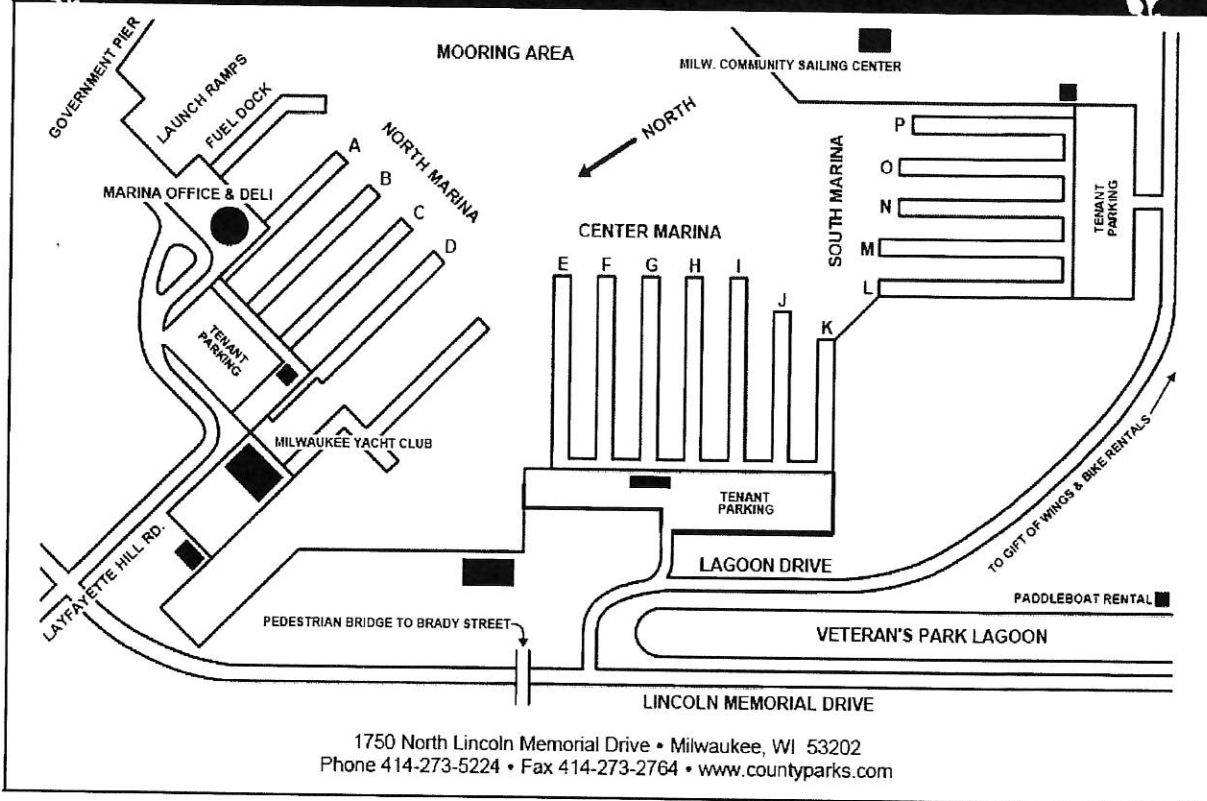 GOVERNMENT PIER
LAUNCH RAMPS
FUEL DOCK
MOORING AREA
MILW. COMMUNITY SAILING CENTER
NORTH
NORTH MARINA
A
B
C
D
MARINA OFFICE & DELI
TENANT
PARKING
MILWAUKEE YACHT CLUB
CENTER MARINA
E
F
G
H
I
J
K
SOUTH MARINA
P
O
N
M
L
TENANT
PARKING
TENANT
PARKING
LAGOON DRIVE
TO GIFT OF WINGS & BIKE RENTALS
PADDLEBOAT RENTAL
LAYFAYETTE HILL RD.
PEDESTRIAN BRIDGE TO BRADY STREET
VETERAN'S PARK LAGOON
LINCOLN MEMORIAL DRIVE
1750 North Lincoln Memorial Drive • Milwaukee, WI 53202
Phone 414-273-5224 • Fax 414-273-2764 • www.countyparks.com